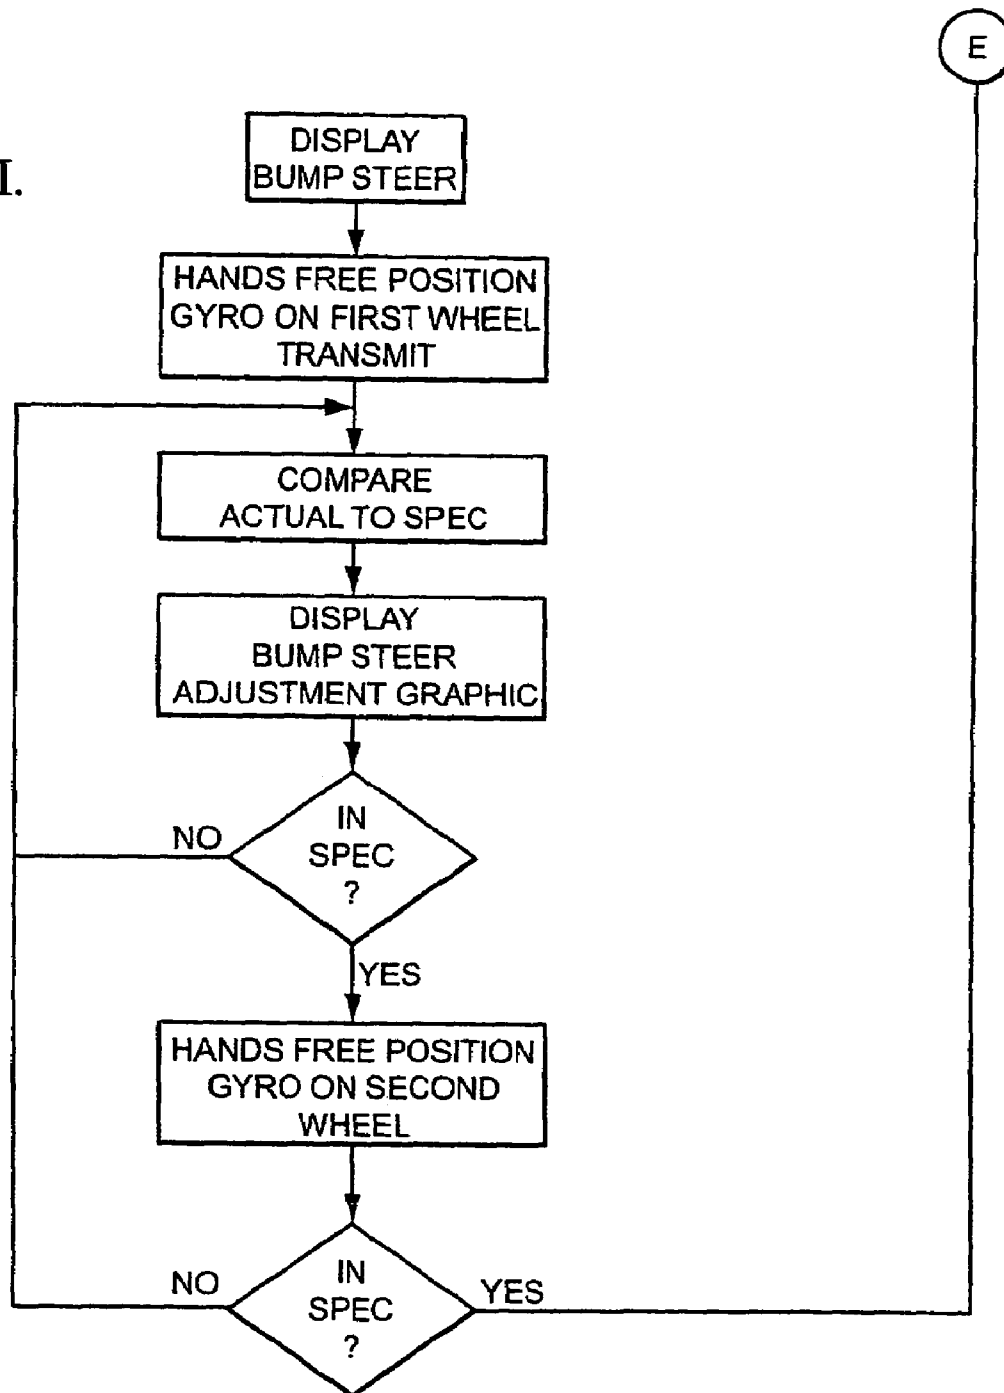 E
I.
DISPLAY
BUMP STEER
HANDS FREE POSITION
GYRO ON FIRST WHEEL
TRANSMIT
COMPARE
ACTUAL TO SPEC
DISPLAY
BUMP STEER
ADJUSTMENT GRAPHIC
IN
SPEC
?
NO
YES
HANDS FREE POSITION
GYRO ON SECOND
WHEEL
IN
SPEC
?
NO
YES